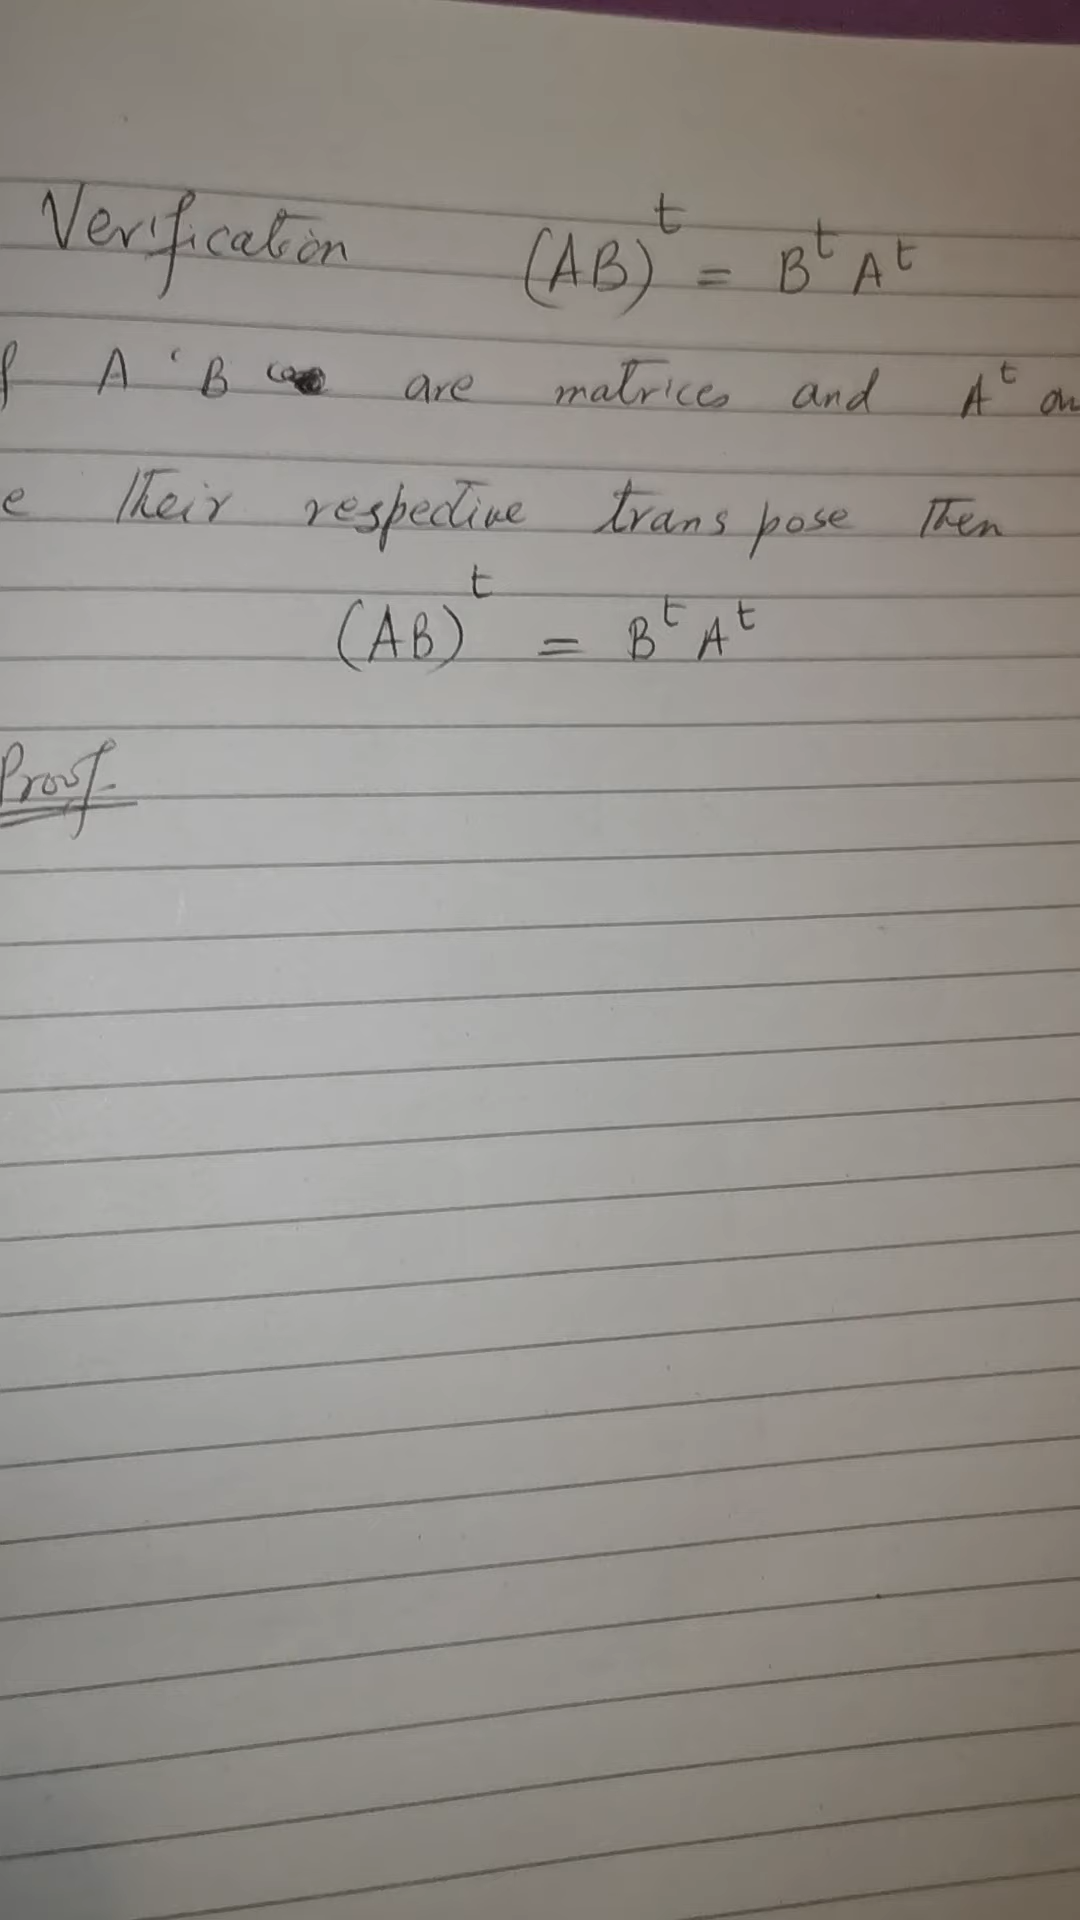 Verification (AB)^t = B^t A^t
f A B are matrices and A^t
e their respective transpose then
(AB)^t = B^t A^t
Proof